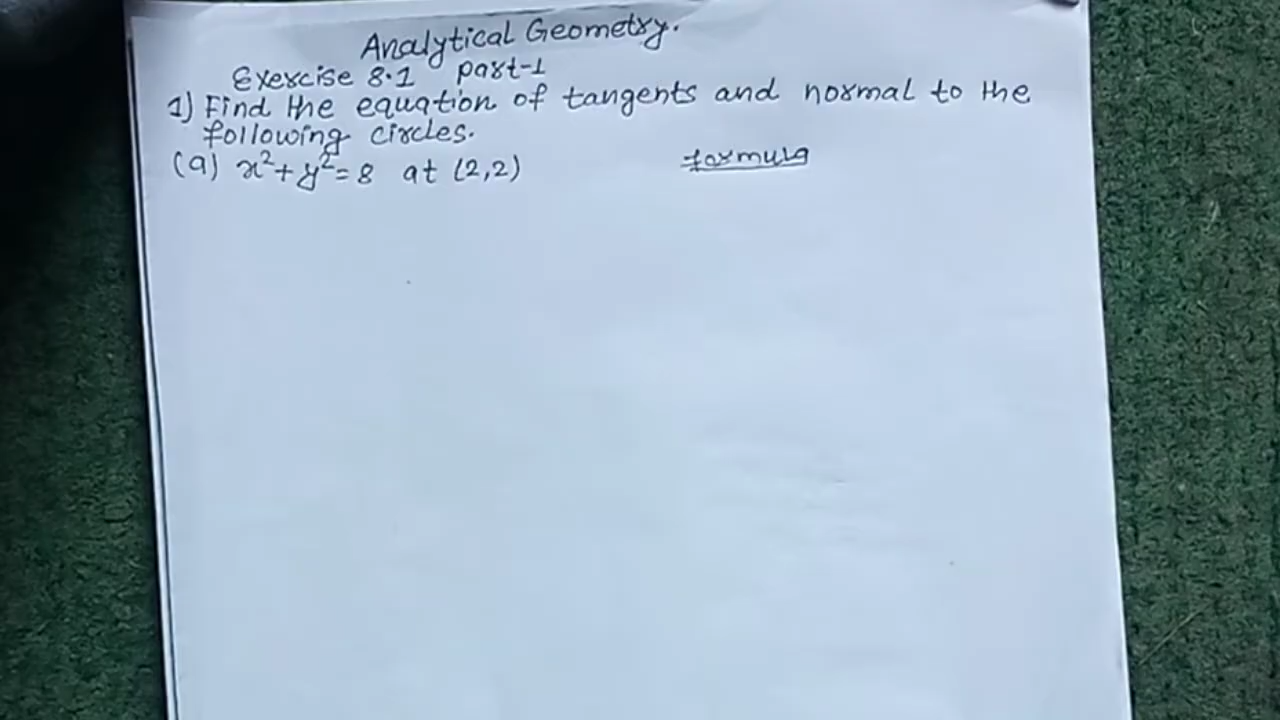 Analytical Geometry.
Exercise 8.1 part-1
1) Find the equation of tangents and normal to the
following circles.
(a) x²+y²=8 at (2,2) formula